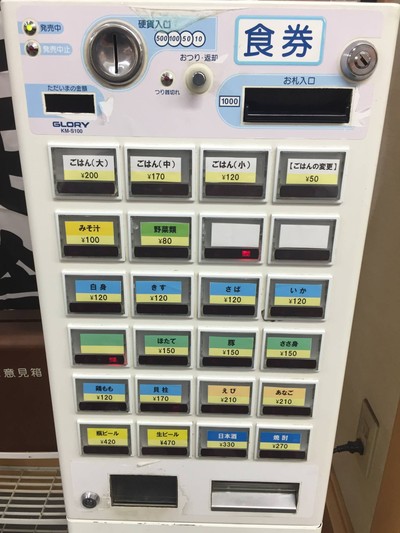 発売中
発売中止
硬貨入口
500 100 50 10
食券
おつり・返却
つり銭切れ
お札入口
1000
ただいまの金額
GLORY
KM-S100
ごはん(大)
¥200
ごはん(中)
¥170
ごはん(小)
¥120
【ごはんの変更】
¥50
みそ汁
¥100
野菜類
¥80
白身
¥120
きす
¥120
さば
¥120
いか
¥120
ほたて
¥150
豚
¥150
ささ身
¥150
鶏もも
¥120
貝柱
¥170
えび
¥210
あなご
¥210
瓶ビール
¥420
生ビール
¥470
日本酒
¥330
焼酎
¥270
意見箱